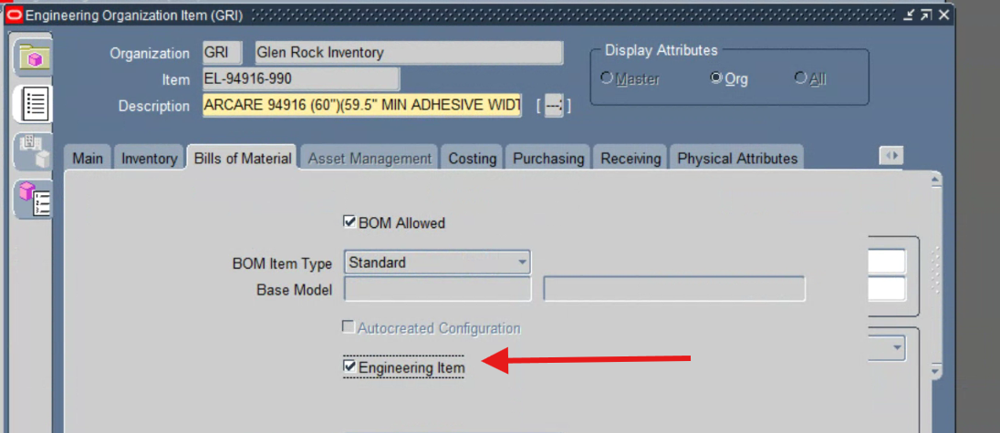 Engineering Organization Item (GRI)
Organization GRI Glen Rock Inventory
Item EL-94916-990
Description ARCARE 94916 (60")(59.5" MIN ADHESIVE WIDT [ --- ]
Display Attributes
Master Org All
Main Inventory Bills of Material Asset Management Costing Purchasing Receiving Physical Attributes
BOM Allowed
BOM Item Type Standard
Base Model
Autocreated Configuration
Engineering Item